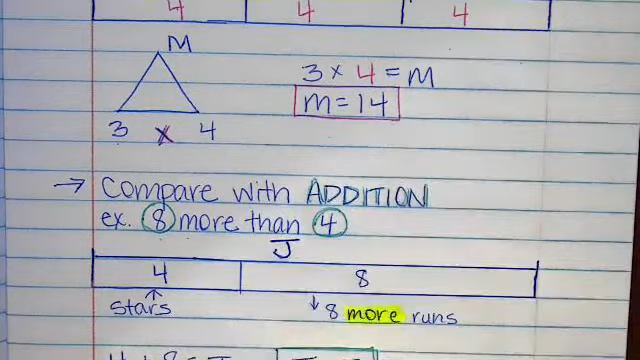 4 4 4
M
3 x 4 = M
m = 14
3 x 4
→ Compare with ADDITION
ex. 8 more than 4
J
4 8
stars
8 more runs